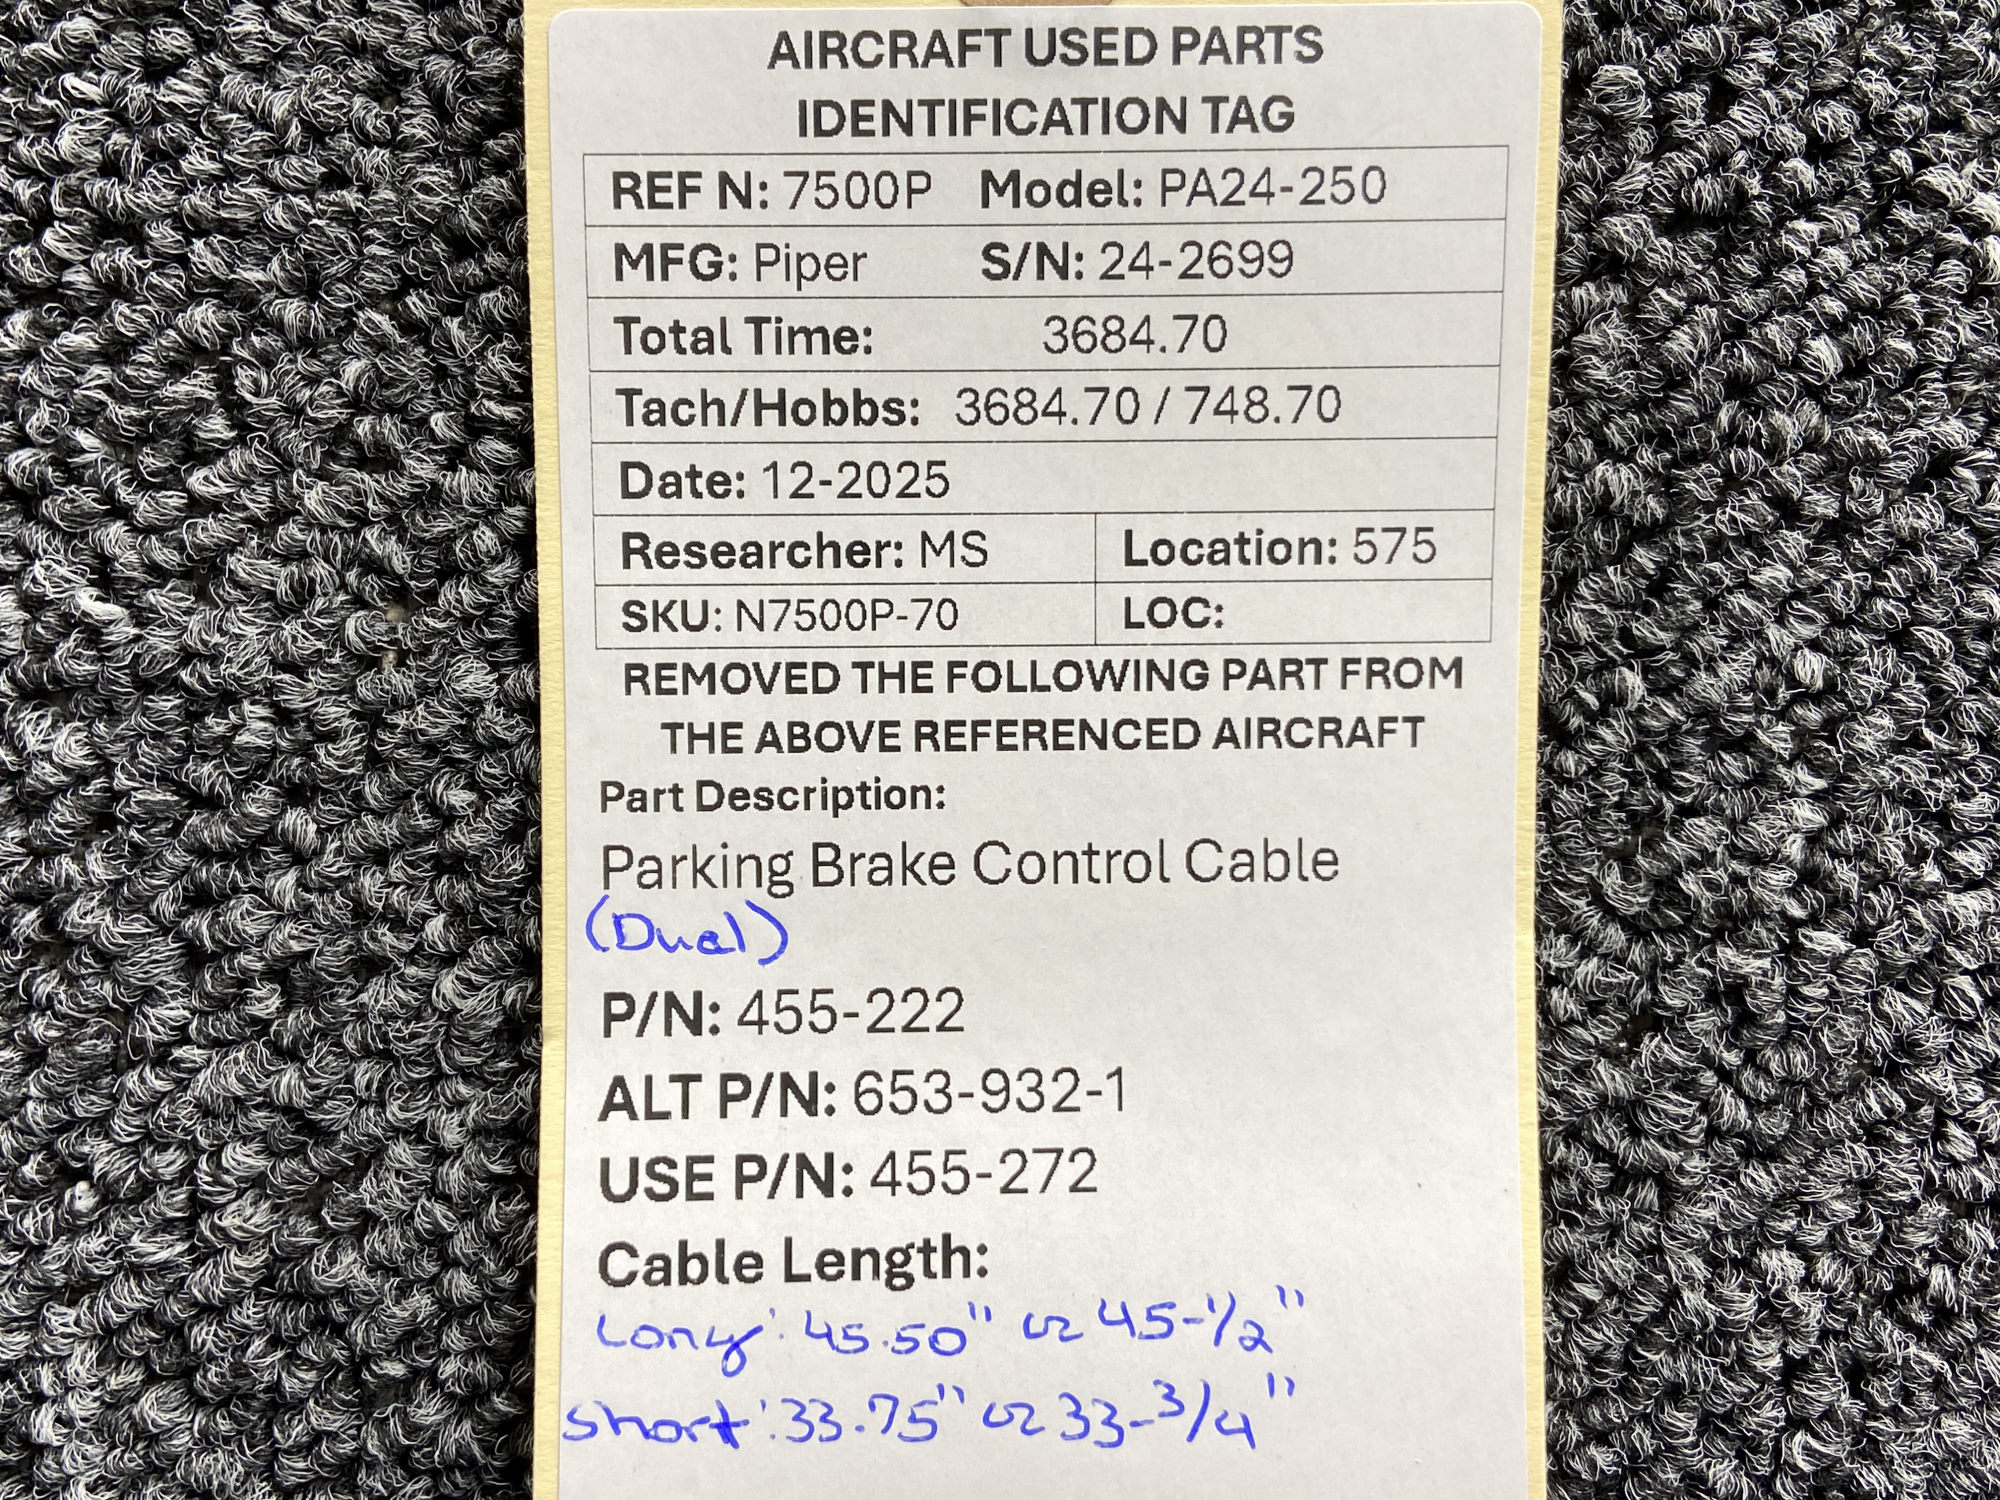 AIRCRAFT USED PARTS
IDENTIFICATION TAG
REF N: 7500P Model: PA24-250
MFG: Piper S/N: 24-2699
Total Time: 3684.70
Tach/Hobbs: 3684.70 / 748.70
Date: 12-2025
Researcher: MS Location: 575
SKU: N7500P-70 LOC:
REMOVED THE FOLLOWING PART FROM
THE ABOVE REFERENCED AIRCRAFT
Part Description:
Parking Brake Control Cable
(Dual)
P/N: 455-222
ALT P/N: 653-932-1
USE P/N: 455-272
Cable Length:
Long: 45.50" or 45-1/2"
Short: 33.75" or 33-3/4"